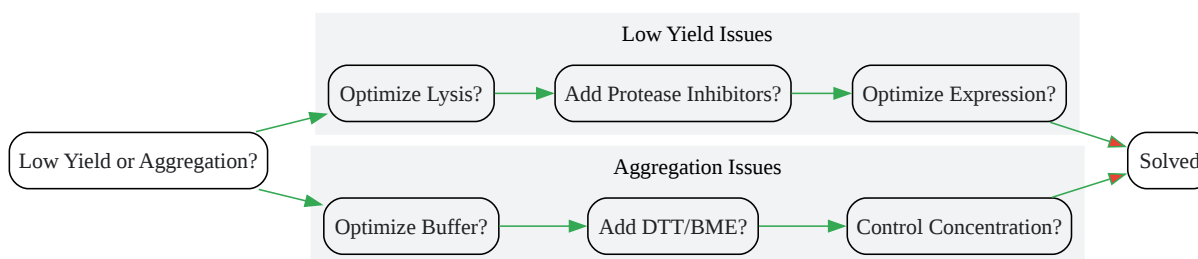 Low Yield Issues
Optimize Lysis?
Add Protease Inhibitors?
Optimize Expression?
Low Yield or Aggregation?
Solved
Aggregation Issues
Optimize Buffer?
Add DTT/BME?
Control Concentration?